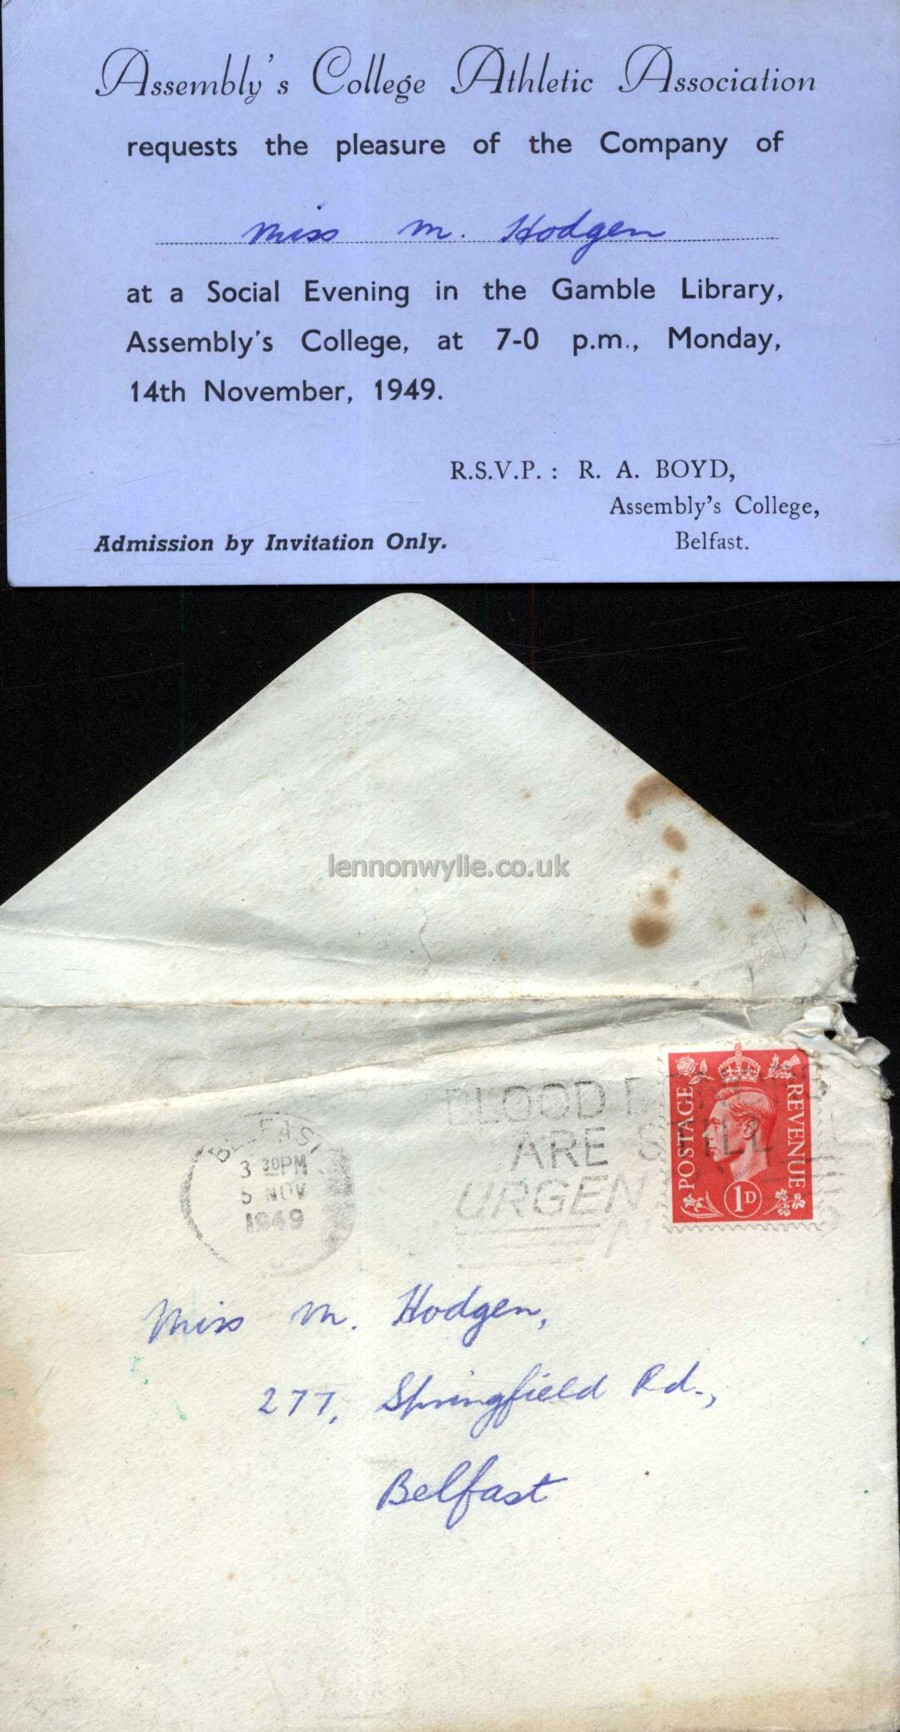 Assembly's College Athletic Association
requests the pleasure of the Company of
Miss M. Hodgen
at a Social Evening in the Gamble Library,
Assembly's College, at 7-0 p.m., Monday,
14th November, 1949.
R.S.V.P. : R. A. BOYD,
Assembly's College,
Belfast.
Admission by Invitation Only.
lennonwylie.co.uk
BELFAST
3 30PM
5 NOV
1949
BLOOD
ARE STILL
URGEN
POSTAGE
REVENUE
1D
Miss M. Hodgen,
277, Springfield Rd.,
Belfast